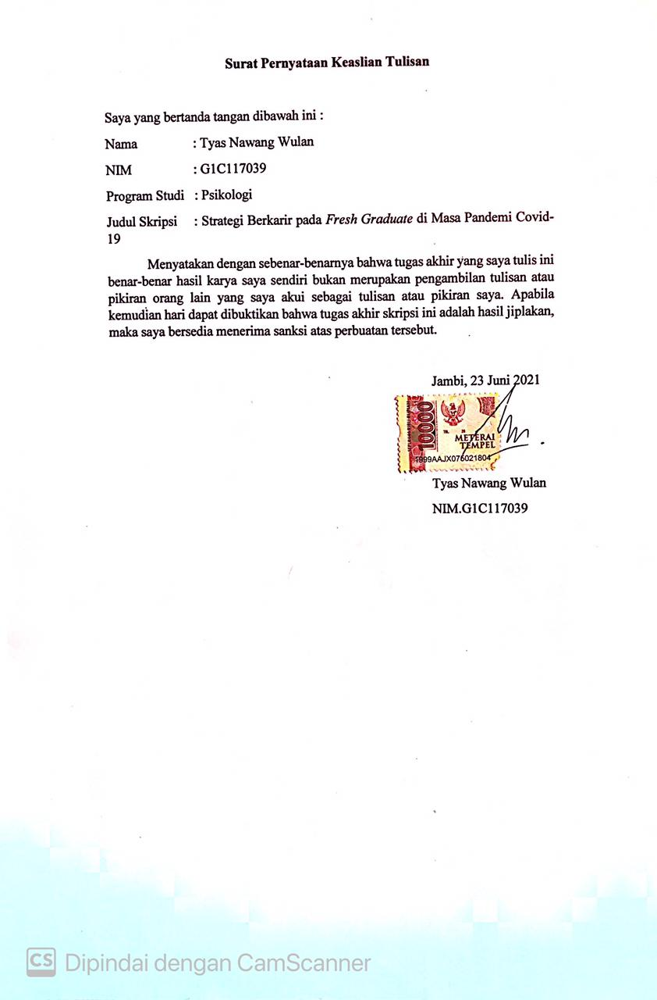 Surat Pernyataan Keaslian Tulisan
Saya yang bertanda tangan dibawah ini :
Nama : Tyas Nawang Wulan
NIM : G1C117039
Program Studi : Psikologi
Judul Skripsi : Strategi Berkarir pada Fresh Graduate di Masa Pandemi Covid-
19
Menyatakan dengan sebenar-benarnya bahwa tugas akhir yang saya tulis ini
benar-benar hasil karya saya sendiri bukan merupakan pengambilan tulisan atau
pikiran orang lain yang saya akui sebagai tulisan atau pikiran saya. Apabila
kemudian hari dapat dibuktikan bahwa tugas akhir skripsi ini adalah hasil jiplakan,
maka saya bersedia menerima sanksi atas perbuatan tersebut.
Jambi, 23 Juni 2021
10000
METERAI
TEMPEL
1999AAJX076021804
Tyas Nawang Wulan
NIM.G1C117039
CS Dipindai dengan CamScanner